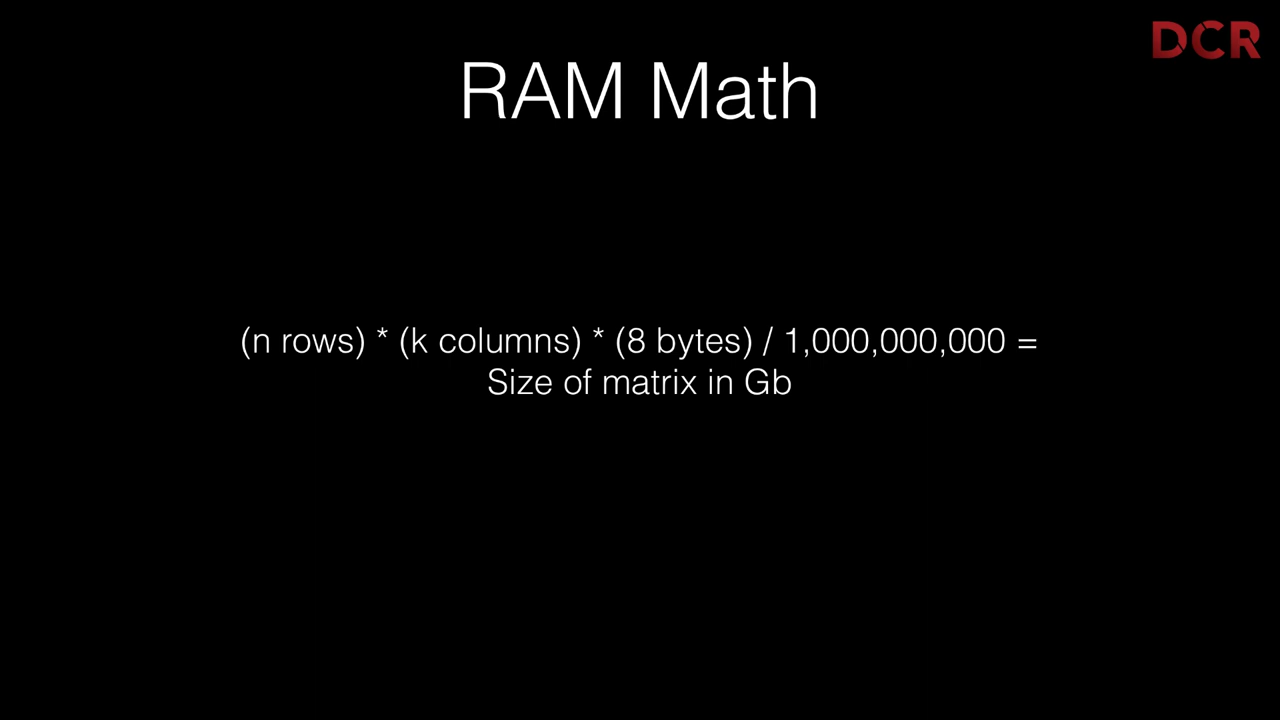 DCR
RAM Math
(n rows) * (k columns) * (8 bytes) / 1,000,000,000 =
Size of matrix in Gb